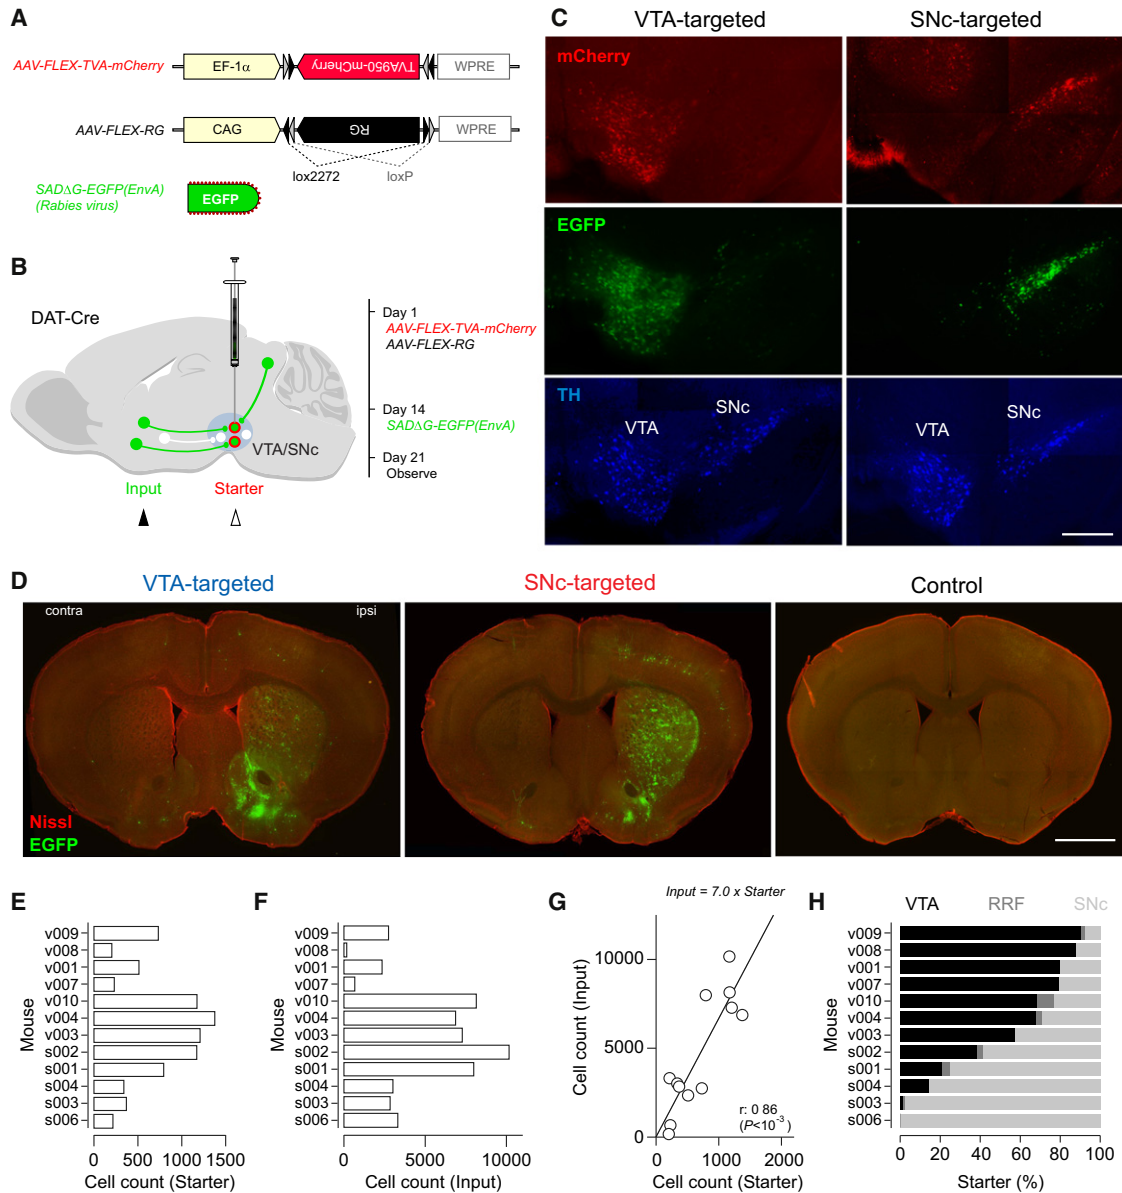 A
AAV-FLEX-TVA-mCherry
EF-1α
TVA950-mCherry
WPRE
AAV-FLEX-RG
CAG
RG
WPRE
lox2272
loxP
SADΔG-EGFP(EnvA)
(Rabies virus)
EGFP
B
DAT-Cre
VTA/SNc
Input
Starter
Day 1
AAV-FLEX-TVA-mCherry
AAV-FLEX-RG
Day 14
SADΔG-EGFP(EnvA)
Day 21
Observe
C
VTA-targeted
SNc-targeted
mCherry
EGFP
TH
VTA
SNc
VTA
SNc
D
VTA-targeted
SNc-targeted
Control
contra
ipsi
Nissl
EGFP
E
Mouse
v009
v008
v001
v007
v010
v004
v003
s002
s001
s004
s003
s006
0 500 1000 1500
Cell count (Starter)
F
Mouse
v009
v008
v001
v007
v010
v004
v003
s002
s001
s004
s003
s006
0 5000 10000
Cell count (Input)
G
Input = 7.0 x Starter
Cell count (Input)
10000
5000
0
r: 0 86
(P<10-3)
0 1000 2000
Cell count (Starter)
H
VTA RRF SNc
Mouse
v009
v008
v001
v007
v010
v004
v003
s002
s001
s004
s003
s006
0 20 40 60 80 100
Starter (%)